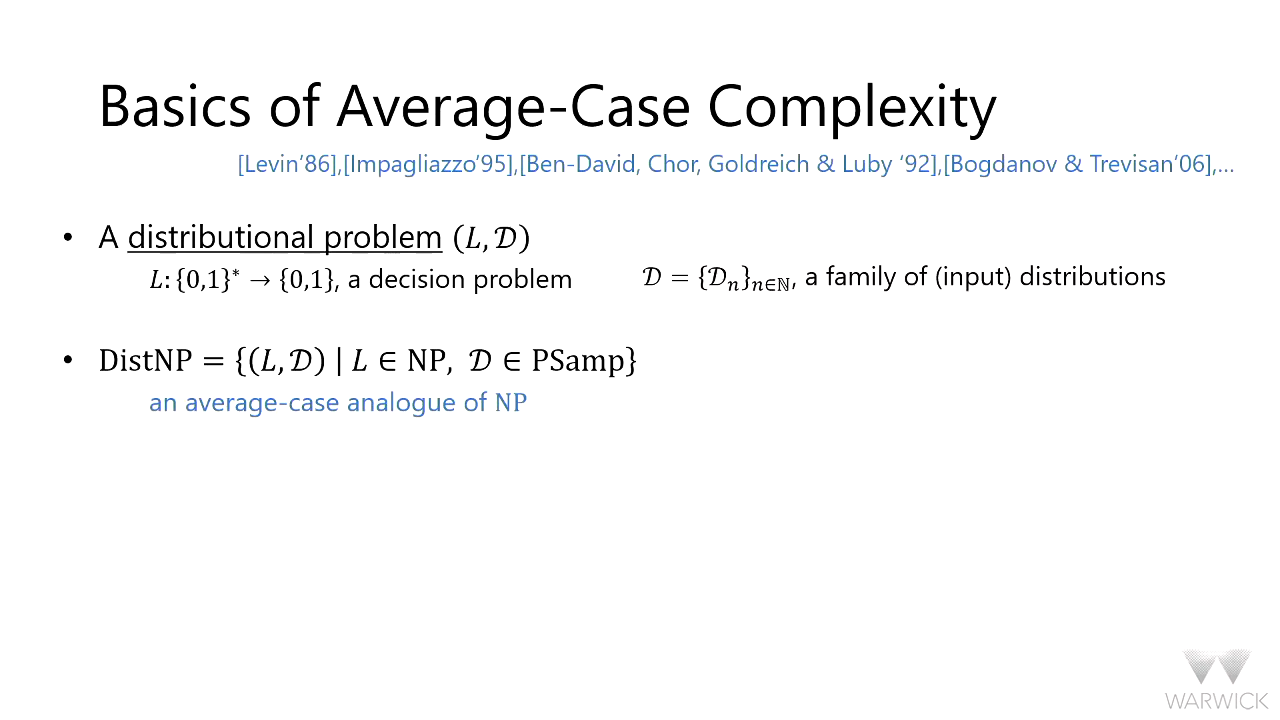 Basics of Average-Case Complexity
[Levin’86],[Impagliazzo’95],[Ben-David, Chor, Goldreich & Luby ‘92],[Bogdanov & Trevisan’06],…
• A distributional problem (𝐿, 𝒟)
𝐿: {0,1}* → {0,1}, a decision problem
𝒟 = {𝒟ₙ}ₙ∈ℕ, a family of (input) distributions
• DistNP = {(𝐿, 𝒟) | 𝐿 ∈ NP, 𝒟 ∈ PSamp}
an average-case analogue of NP
WARWICK